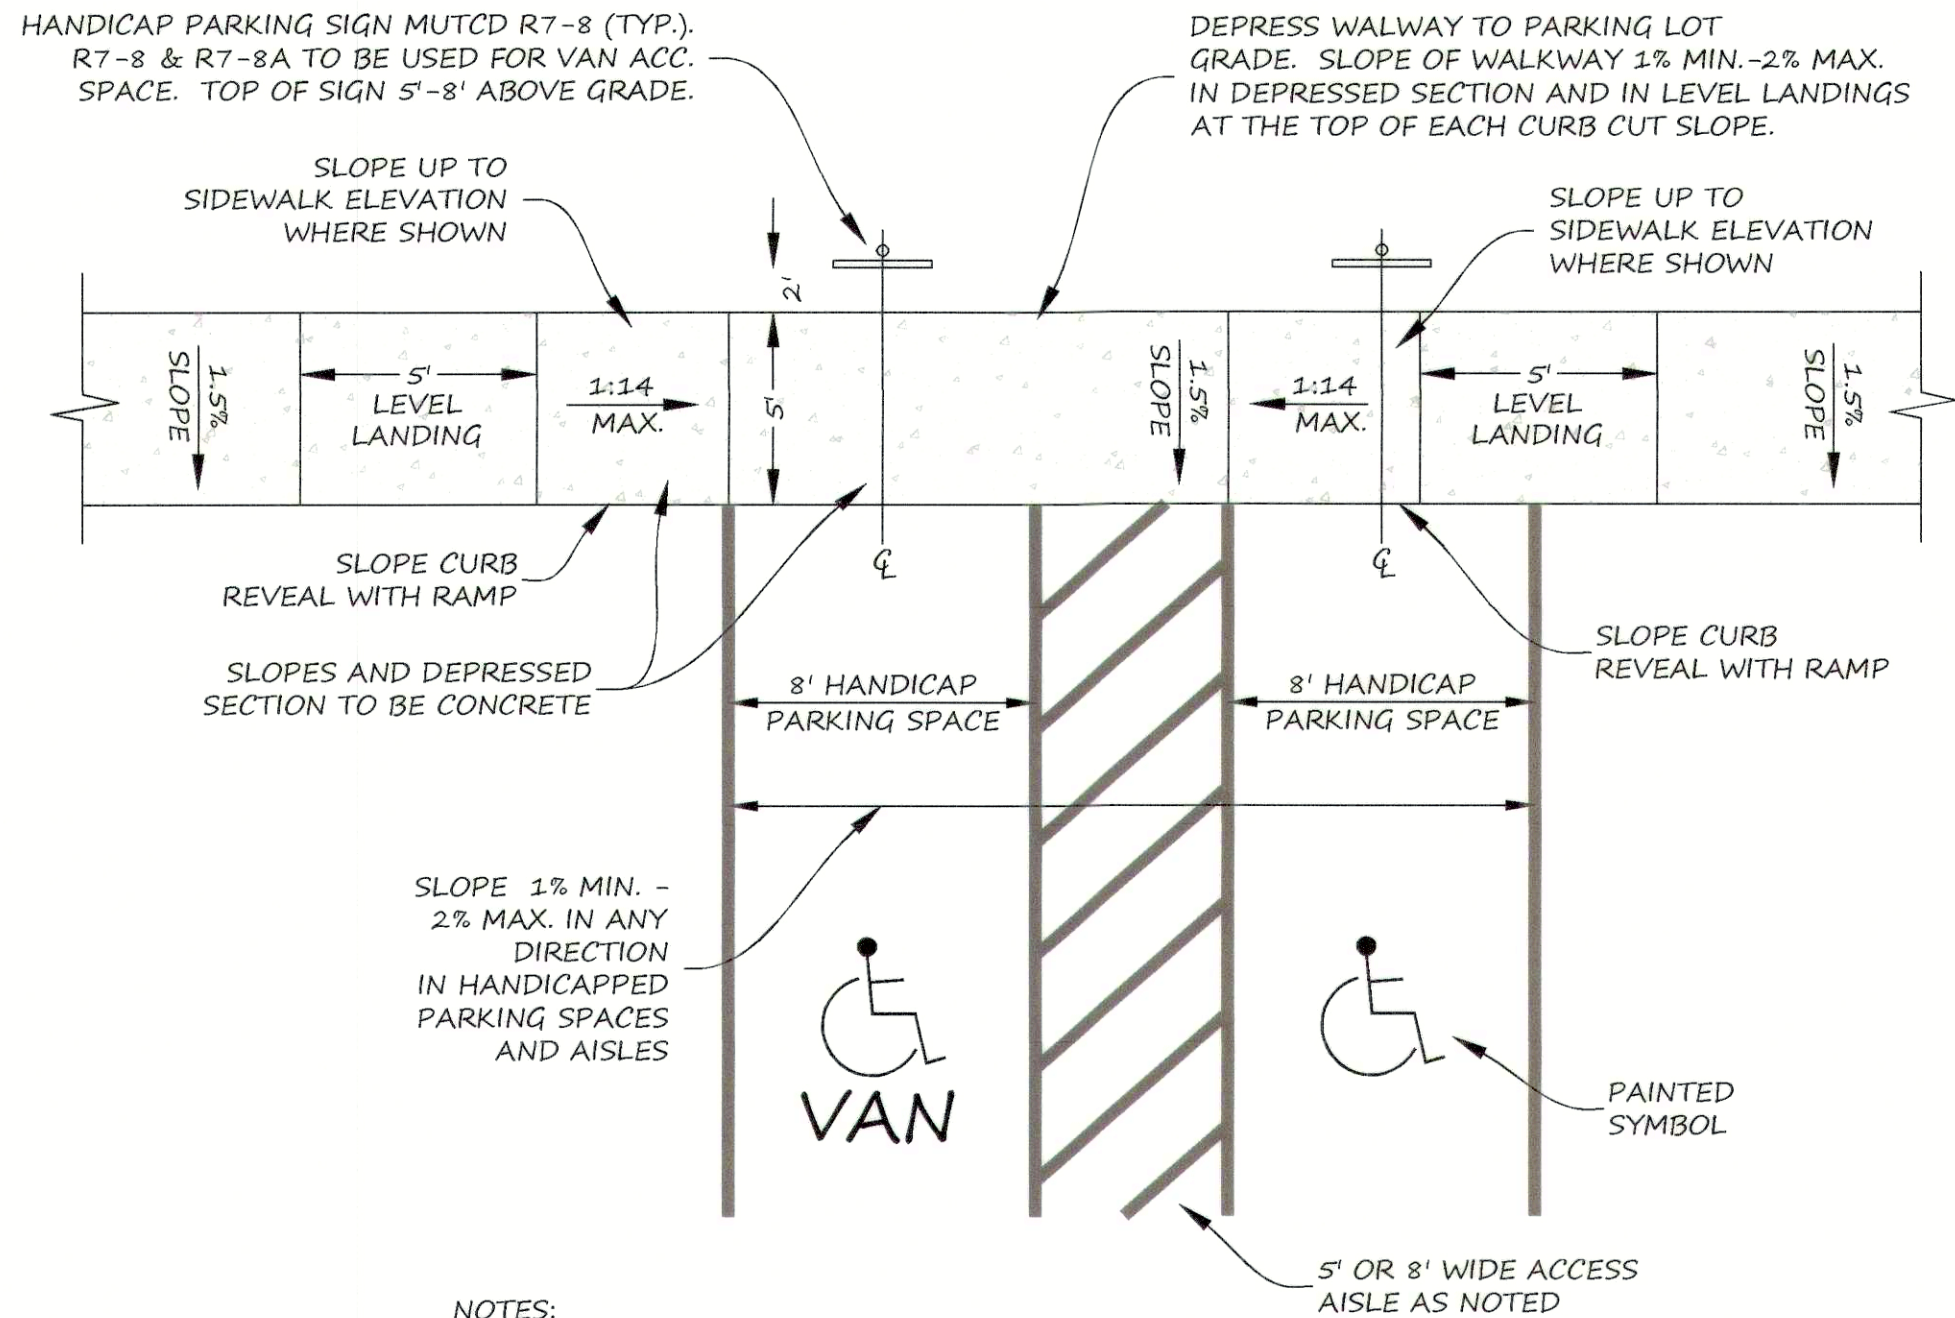 HANDICAP PARKING SIGN MUTCD R7-8 (TYP.).
R7-8 & R7-8A TO BE USED FOR VAN ACC.
SPACE. TOP OF SIGN 5'-8' ABOVE GRADE.
DEPRESS WALWAY TO PARKING LOT
GRADE. SLOPE OF WALKWAY 1% MIN.-2% MAX.
IN DEPRESSED SECTION AND IN LEVEL LANDINGS
AT THE TOP OF EACH CURB CUT SLOPE.
SLOPE UP TO
SIDEWALK ELEVATION
WHERE SHOWN
SLOPE UP TO
SIDEWALK ELEVATION
WHERE SHOWN
2'
1.5%
SLOPE
5'
LEVEL
LANDING
1:14
MAX.
5'
1.5%
SLOPE
1:14
MAX.
5'
LEVEL
LANDING
1.5%
SLOPE
SLOPE CURB
REVEAL WITH RAMP
℄
℄
SLOPE CURB
REVEAL WITH RAMP
SLOPES AND DEPRESSED
SECTION TO BE CONCRETE
8' HANDICAP
PARKING SPACE
8' HANDICAP
PARKING SPACE
SLOPE 1% MIN. -
2% MAX. IN ANY
DIRECTION
IN HANDICAPPED
PARKING SPACES
AND AISLES
VAN
PAINTED
SYMBOL
5' OR 8' WIDE ACCESS
AISLE AS NOTED
NOTES: